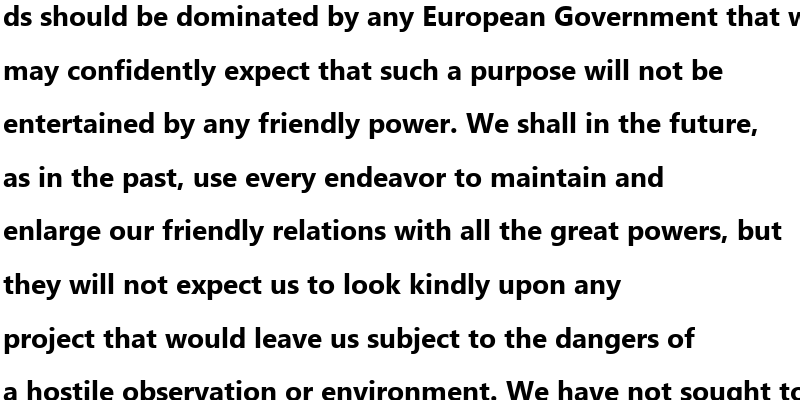 ds should be dominated by any European Government that
may confidently expect that such a purpose will not be
entertained by any friendly power. We shall in the future,
as in the past, use every endeavor to maintain and
enlarge our friendly relations with all the great powers, but
they will not expect us to look kindly upon any
project that would leave us subject to the dangers of
a hostile observation or environment. We have not sought to